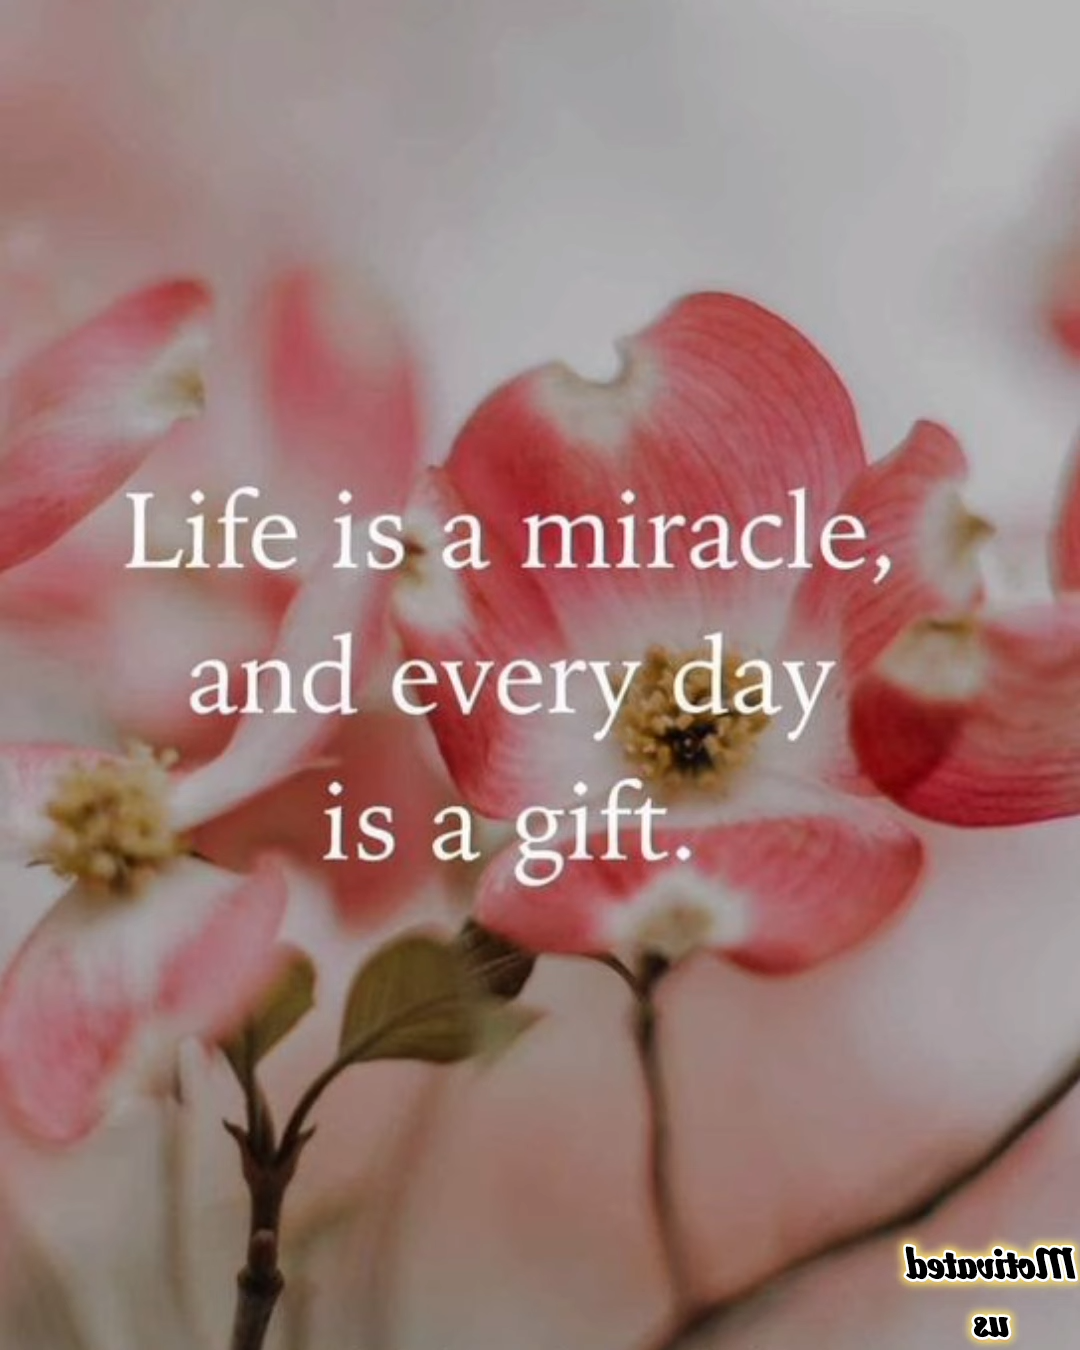 Life is a miracle,
and every day
is a gift.
Motivated
us